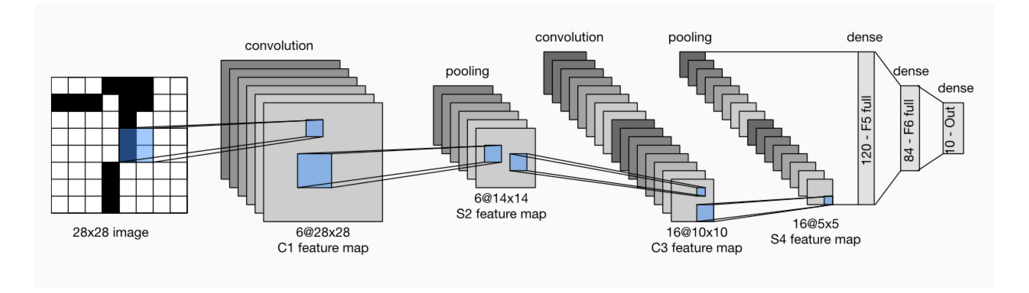 convolution
pooling
convolution
pooling
dense
dense
dense
120 - F5 full
84 - F6 full
10 - Out
28x28 image
6@28x28
C1 feature map
6@14x14
S2 feature map
16@10x10
C3 feature map
16@5x5
S4 feature map